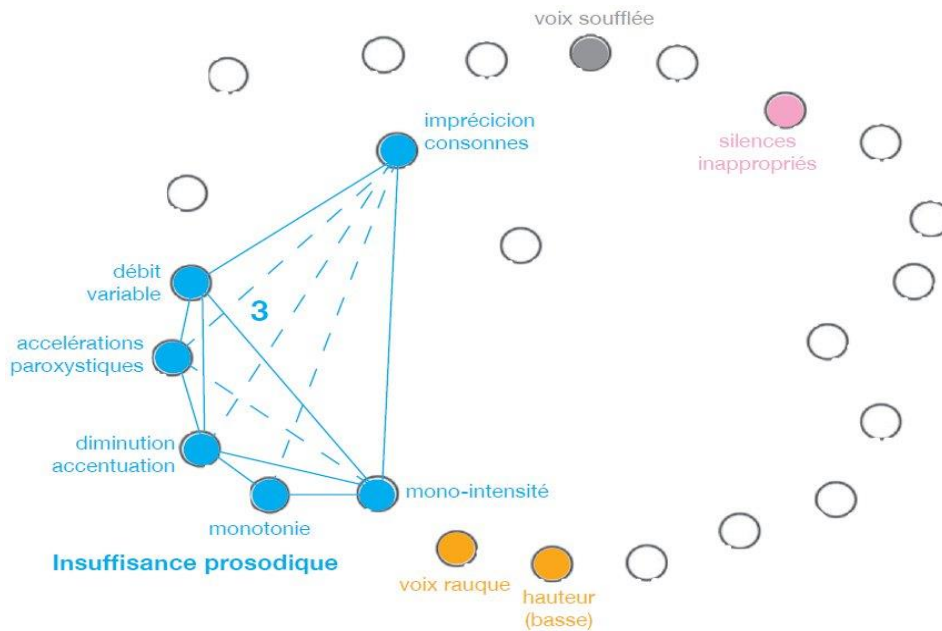 voix soufflée
imprécicion
consonnes
silences
inappropriés
débit
variable
3
accelérations
paroxystiques
diminution
accentuation
mono-intensité
monotonie
Insuffisance prosodique
voix rauque
hauteur
(basse)